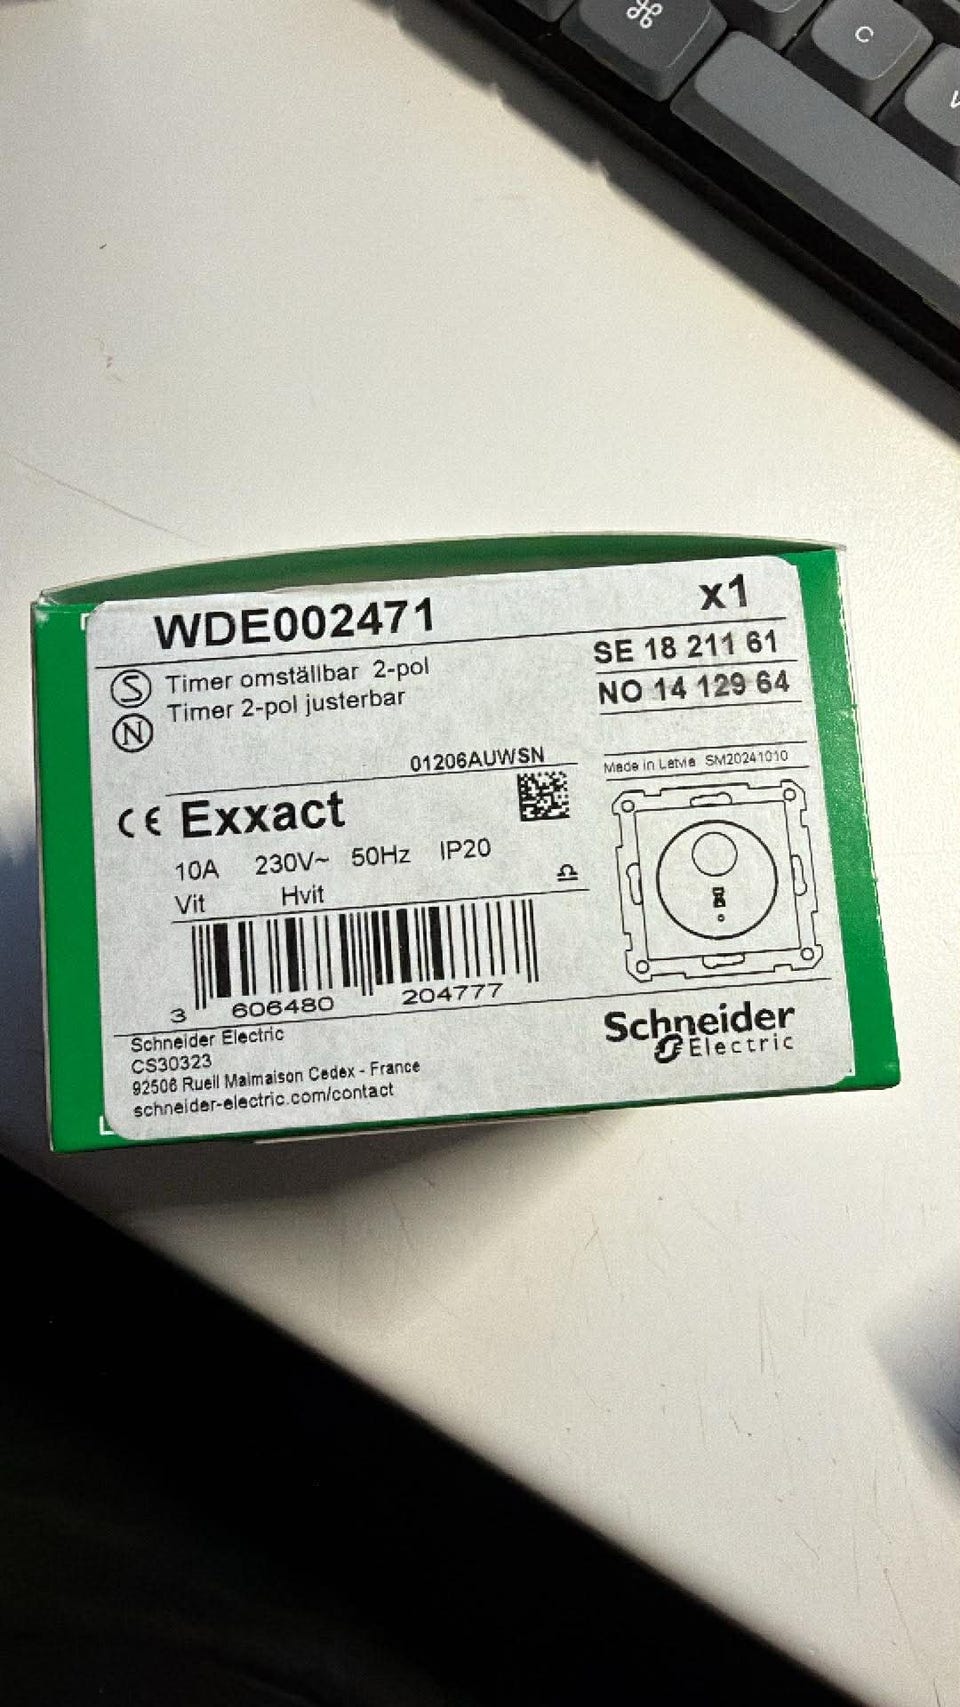 ⌘
C
WDE002471
x1
S Timer omställbar 2-pol
N Timer 2-pol justerbar
SE 18 211 61
NO 14 129 64
01206AUWSN
Made in Latvia SM20241010
CE Exxact
10A 230V~ 50Hz IP20
Vit Hvit
3 606480 204777
Schneider Electric
CS30323
92506 Rueil Malmaison Cedex - France
schneider-electric.com/contact
Schneider
Electric